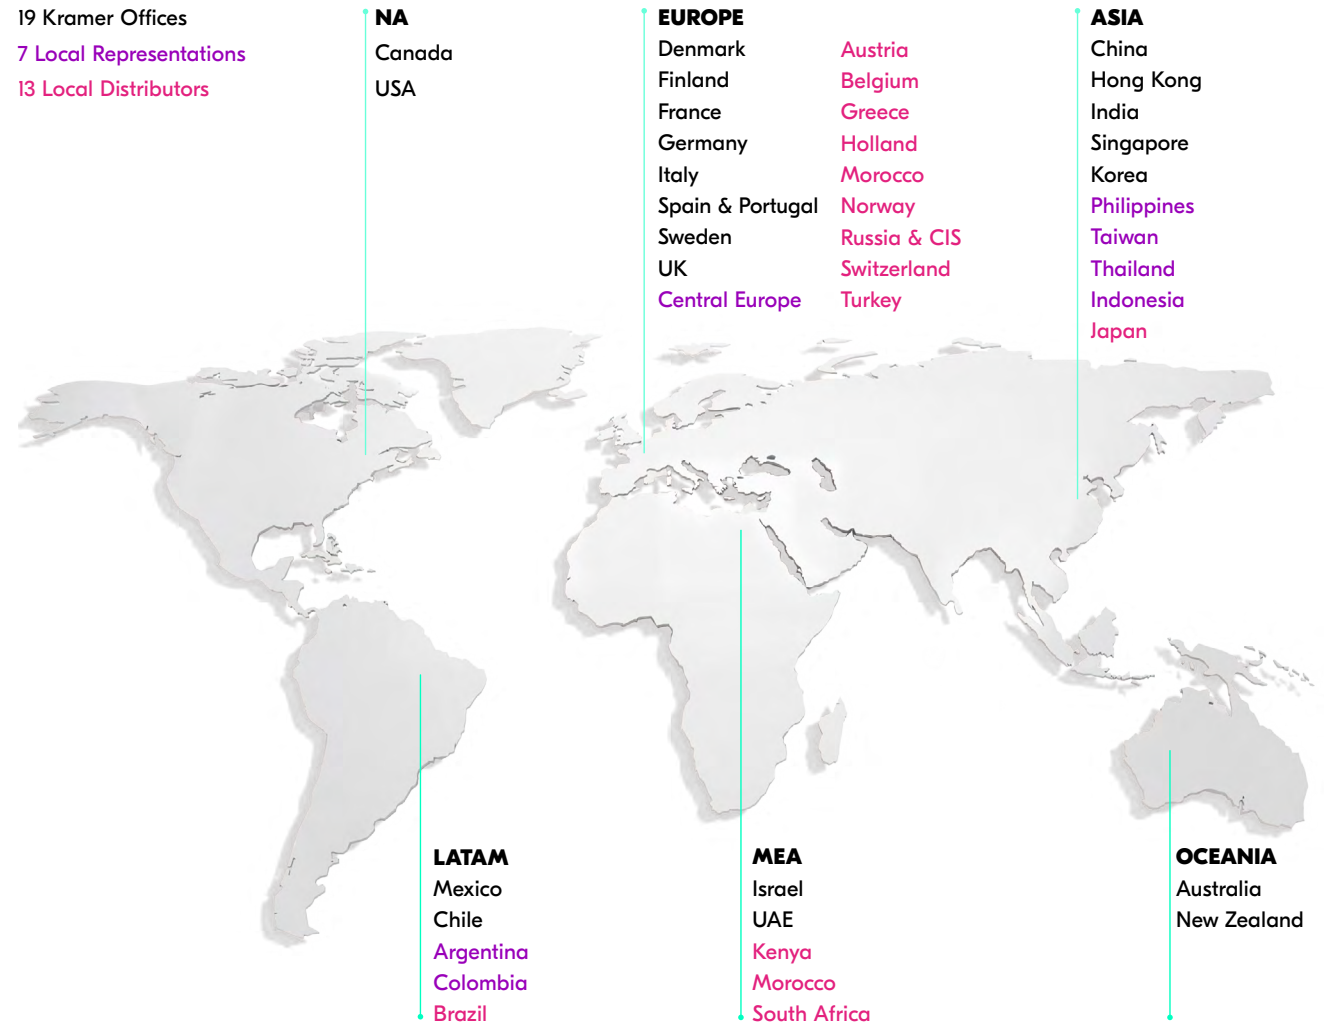 19 Kramer Offices
7 Local Representations
13 Local Distributors
NA
Canada
USA
EUROPE
Denmark
Finland
France
Germany
Italy
Spain & Portugal
Sweden
UK
Central Europe
Austria
Belgium
Greece
Holland
Morocco
Norway
Russia & CIS
Switzerland
Turkey
ASIA
China
Hong Kong
India
Singapore
Korea
Philippines
Taiwan
Thailand
Indonesia
Japan
LATAM
Mexico
Chile
Argentina
Colombia
Brazil
MEA
Israel
UAE
Kenya
Morocco
South Africa
OCEANIA
Australia
New Zealand